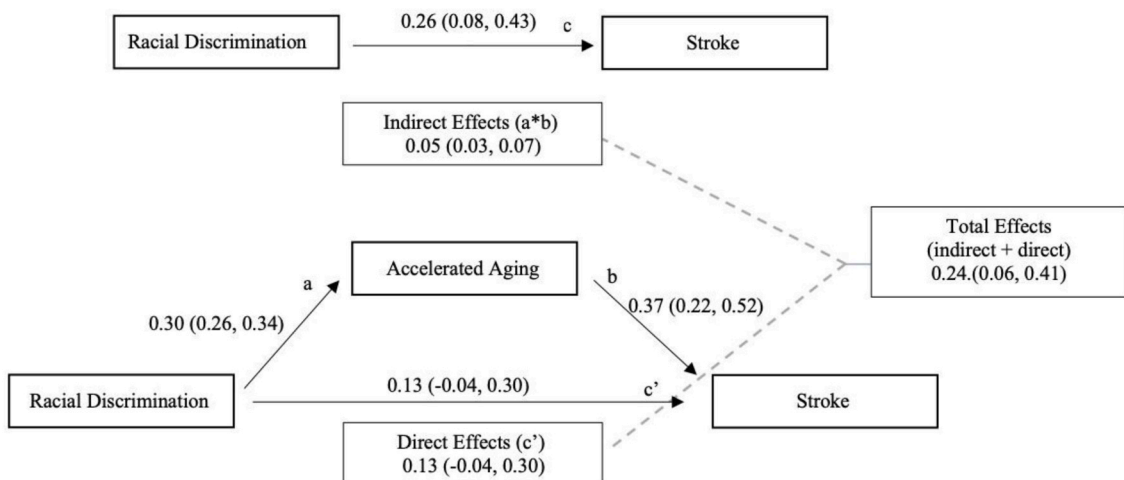 0.26 (0.08, 0.43)
c
Racial Discrimination
Stroke
Indirect Effects (a*b)
0.05 (0.03, 0.07)
Total Effects
(indirect + direct)
0.24.(0.06, 0.41)
Accelerated Aging
a
b
0.30 (0.26, 0.34)
0.37 (0.22, 0.52)
0.13 (-0.04, 0.30)
c’
Racial Discrimination
Stroke
Direct Effects (c’)
0.13 (-0.04, 0.30)